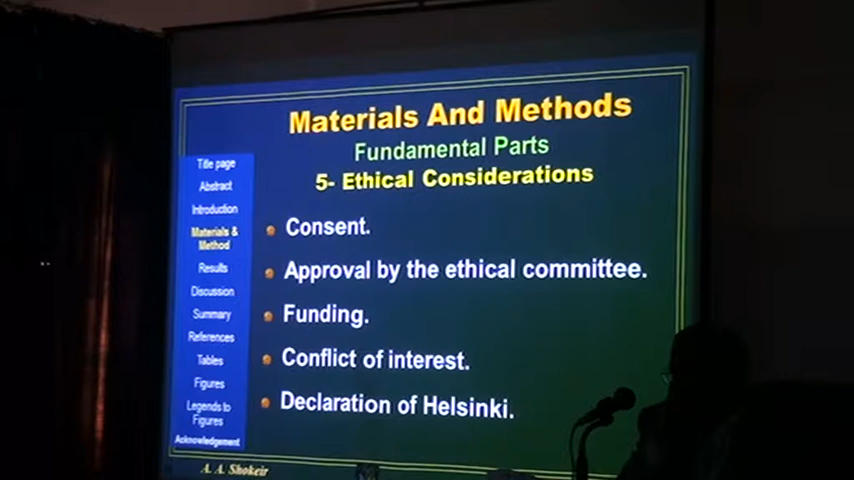 Materials And Methods
Fundamental Parts
5- Ethical Considerations
Title page
Abstract
Introduction
Materials &
Method
Results
Discussion
Summary
References
Tables
Figures
Legends to
Figures
Acknowledgement
Consent.
Approval by the ethical committee.
Funding.
Conflict of interest.
Declaration of Helsinki.
A. A. Shokeir